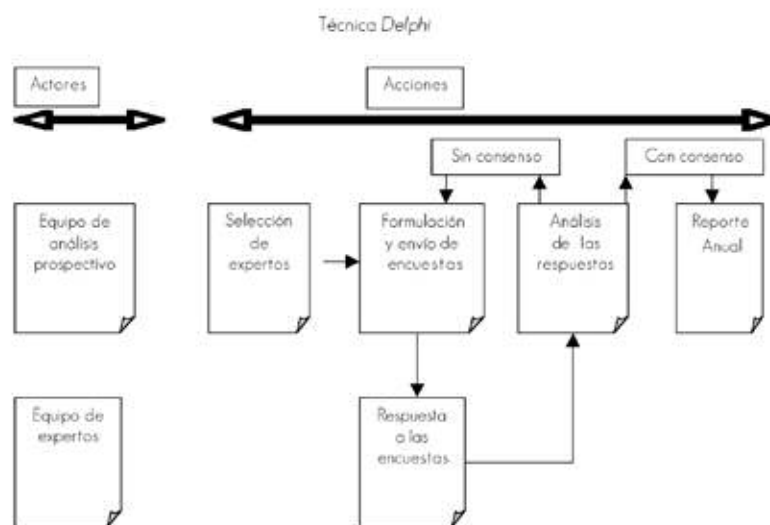 Técnica Delphi
Actores
Acciones
Sin consenso
Con consenso
Equipo de
análisis
prospectivo
Selección
de
expertos
Formulación
y envío de
encuestas
Análisis
de las
respuestas
Reporte
Anual
Equipo de
expertos
Respuesta
a las
encuestas